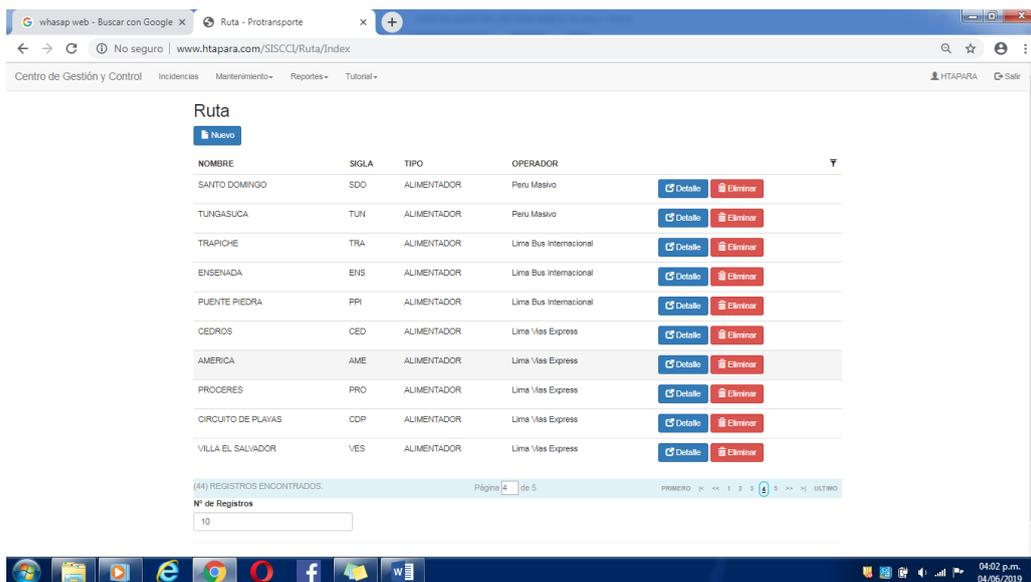 whasap web - Buscar con Google
Ruta - Protransporte
No seguro | www.htapara.com/SISCCI/Ruta/Index
Centro de Gestión y Control Incidencias Mantenimiento Reportes Tutorial HTAPARA Salir
Ruta
Nuevo
NOMBRE SIGLA TIPO OPERADOR
SANTO DOMINGO SDO ALIMENTADOR Peru Masivo Detalle Eliminar
TUNGASUCA TUN ALIMENTADOR Peru Masivo Detalle Eliminar
TRAPICHE TRA ALIMENTADOR Lima Bus Internacional Detalle Eliminar
ENSENADA ENS ALIMENTADOR Lima Bus Internacional Detalle Eliminar
PUENTE PIEDRA PPI ALIMENTADOR Lima Bus Internacional Detalle Eliminar
CEDROS CED ALIMENTADOR Lima Vias Express Detalle Eliminar
AMERICA AME ALIMENTADOR Lima Vias Express Detalle Eliminar
PROCERES PRO ALIMENTADOR Lima Vias Express Detalle Eliminar
CIRCUITO DE PLAYAS CDP ALIMENTADOR Lima Vias Express Detalle Eliminar
VILLA EL SALVADOR VES ALIMENTADOR Lima Vias Express Detalle Eliminar
(44) REGISTROS ENCONTRADOS. Página 4 de 5 PRIMERO |< << 1 2 3 4 5 >> >| ULTIMO
Nº de Registros
10
04:02 p.m.
04/06/2019